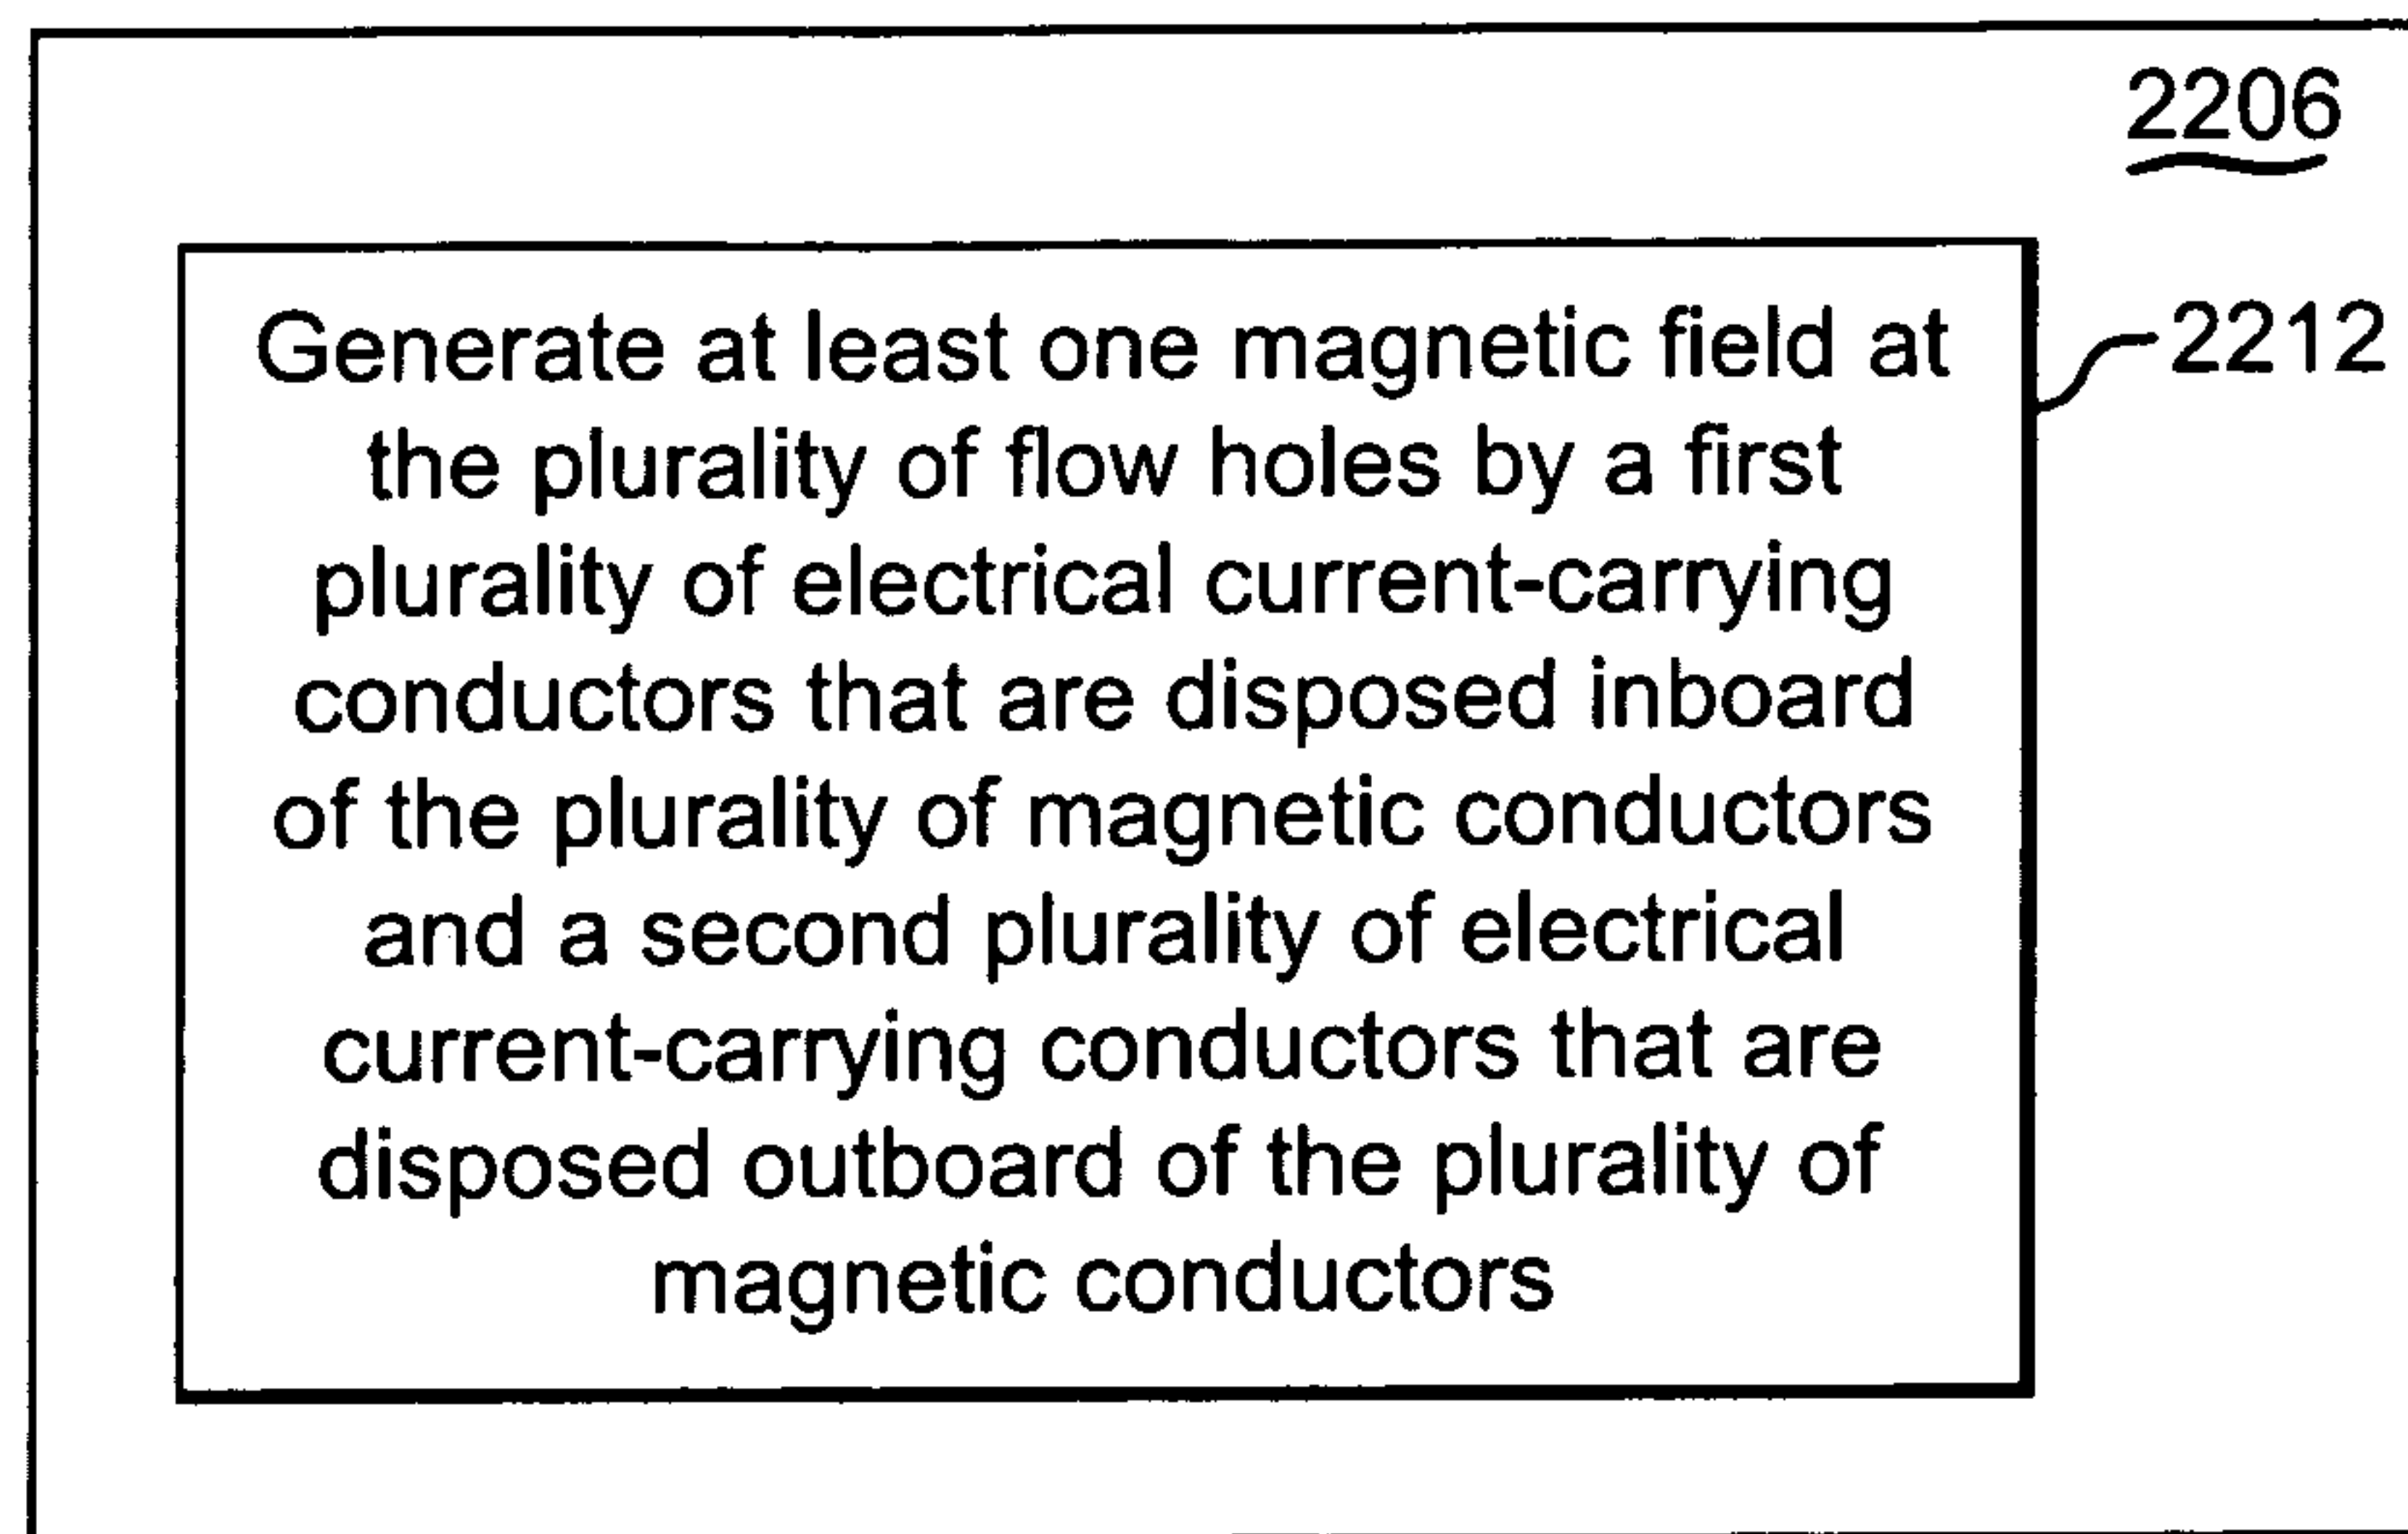 2206
Generate at least one magnetic field at
the plurality of flow holes by a first
plurality of electrical current-carrying
conductors that are disposed inboard
of the plurality of magnetic conductors
and a second plurality of electrical
current-carrying conductors that are
disposed outboard of the plurality of
magnetic conductors
2212